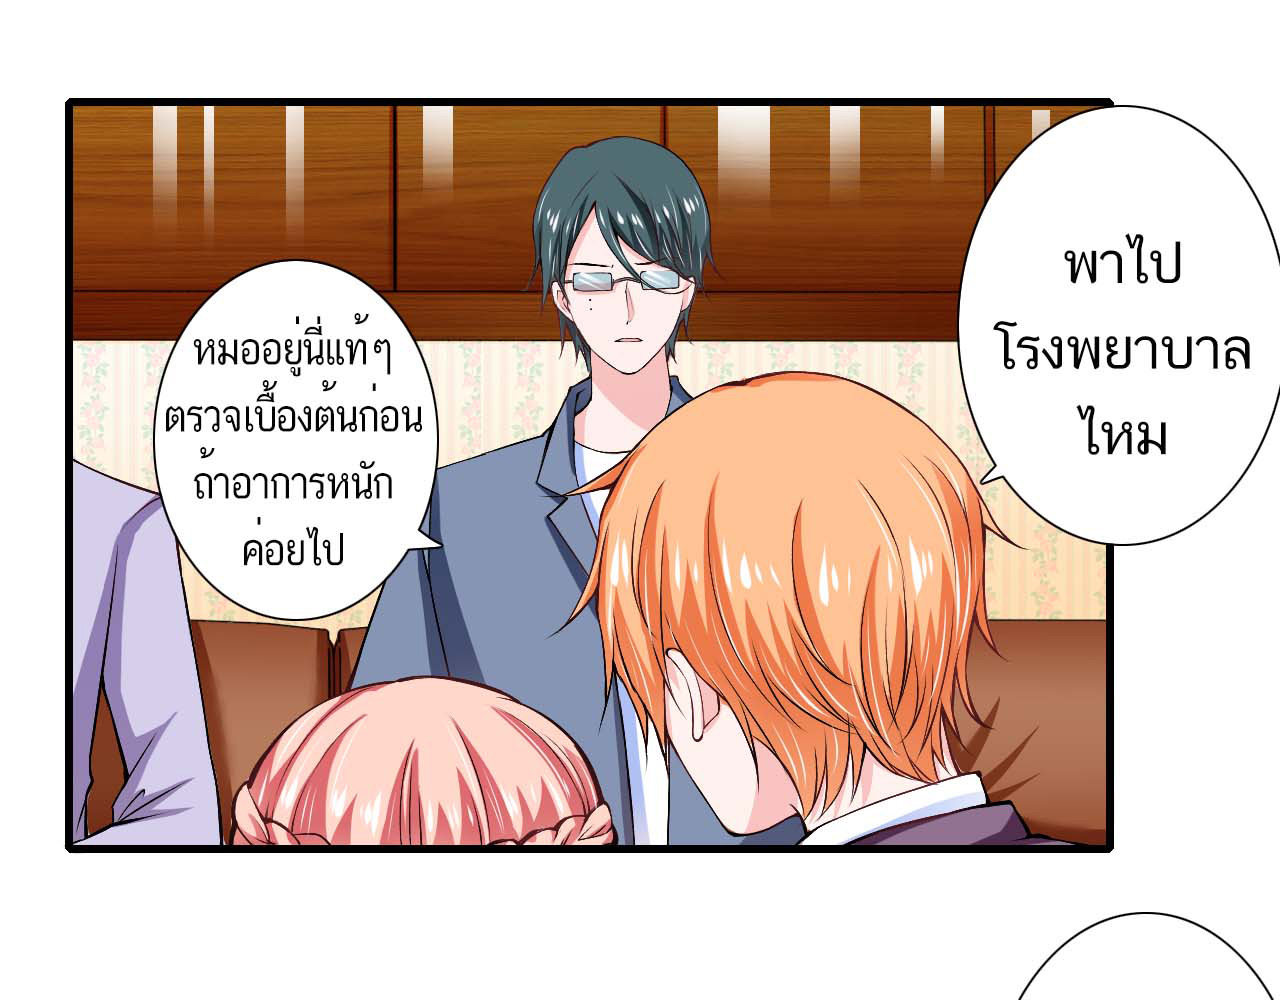 พาไป
โรงพยาบาล
ไหม
หมออยู่นี่แท้ๆ
ตรวจเบื้องต้นก่อน
ถ้าอาการหนัก
ค่อยไป